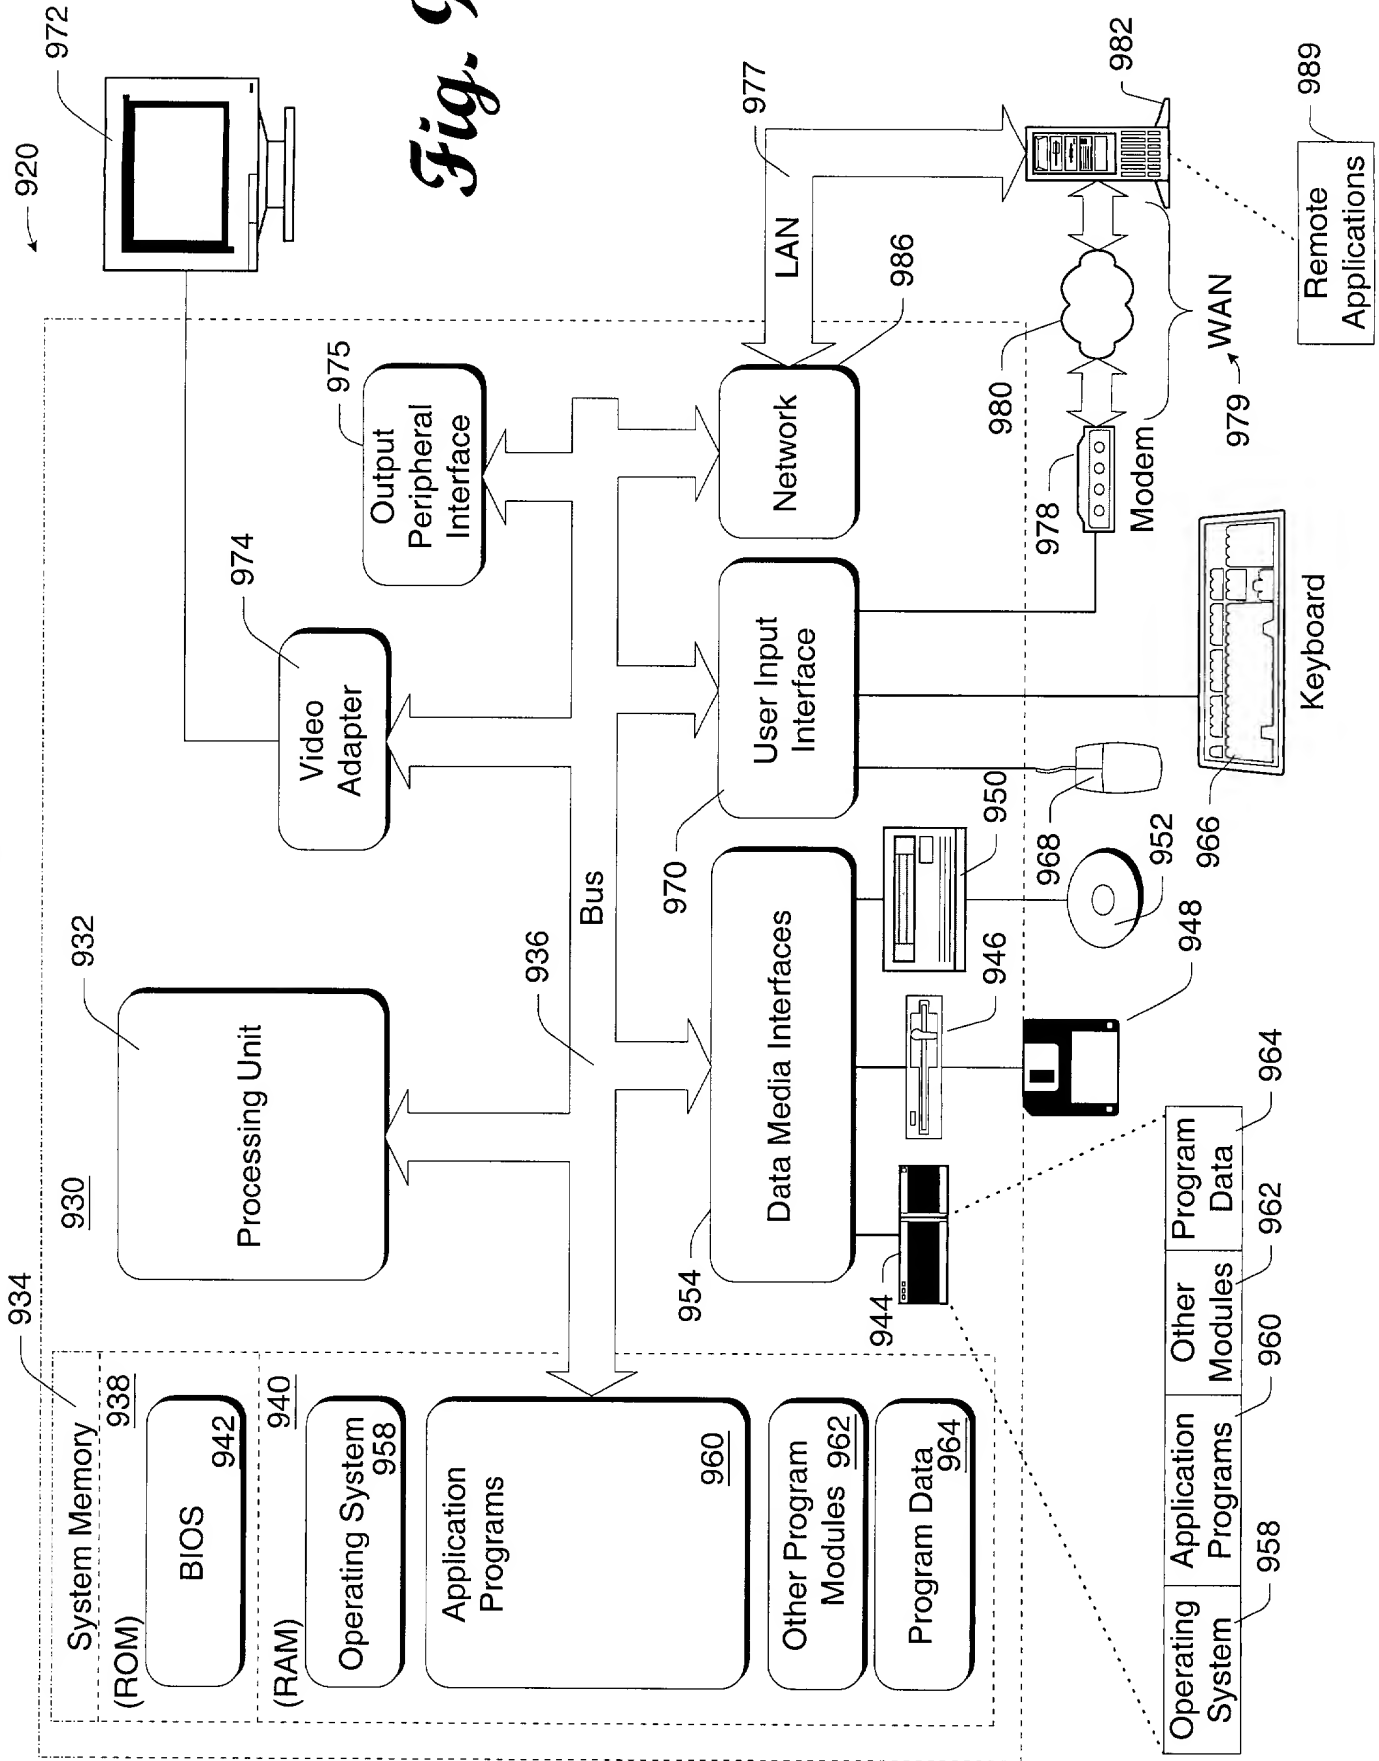 920
972
Fig. 9
934
930
932
974
975
System Memory
(ROM) 938
BIOS
942
(RAM) 940
Operating System
958
Application
Programs
960
Other Program
Modules 962
Program Data
964
Processing Unit
Video
Adapter
Output
Peripheral
Interface
936
Bus
954
Data Media Interfaces
970
User Input
Interface
Network
986
LAN
977
944
946
950
948
952
968
966
Keyboard
978
Modem
980
WAN
979
982
Remote
Applications
989
Operating
System
Application
Programs
Other
Modules
Program
Data
958
960
962
964